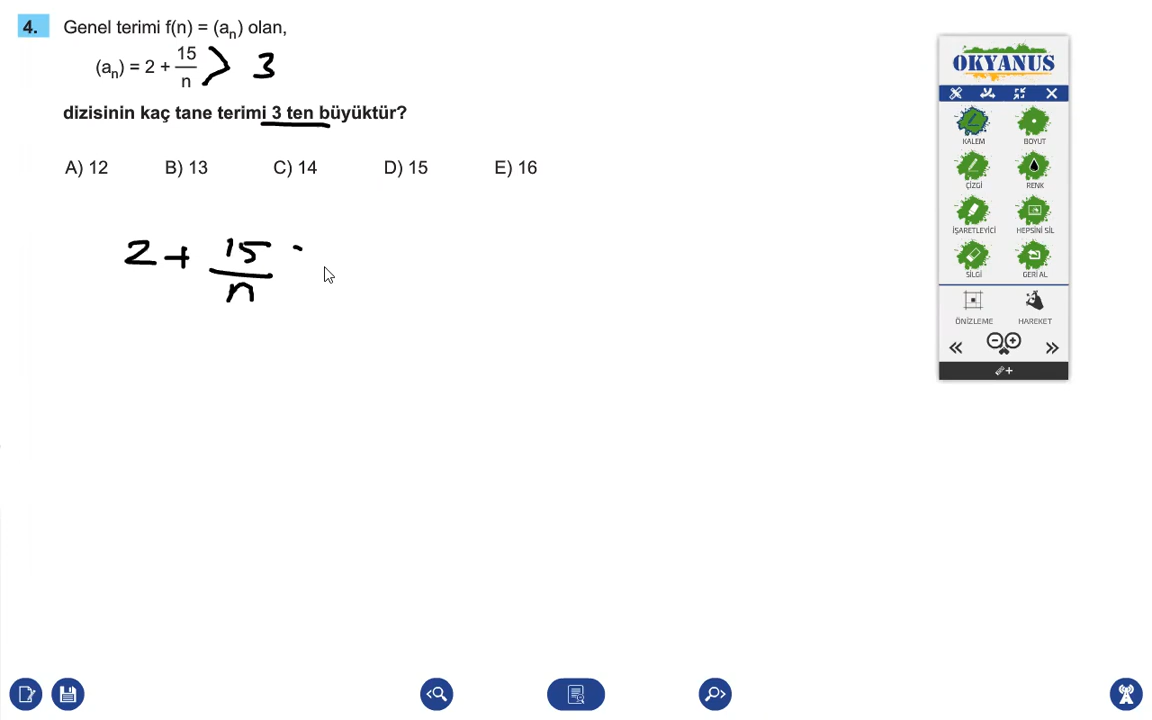 4. Genel terimi f(n) = (aₙ) olan,
(aₙ) = 2 + 15/n > 3
dizisinin kaç tane terimi 3 ten büyüktür?
A) 12 B) 13 C) 14 D) 15 E) 16
2 + 15/n
OKYANUS
KALEM BOYUT
ÇİZGİ RENK
İŞARETLEYİCİ HEPSİNİ SİL
SİLGİ GERİ AL
ÖNİZLEME HAREKET